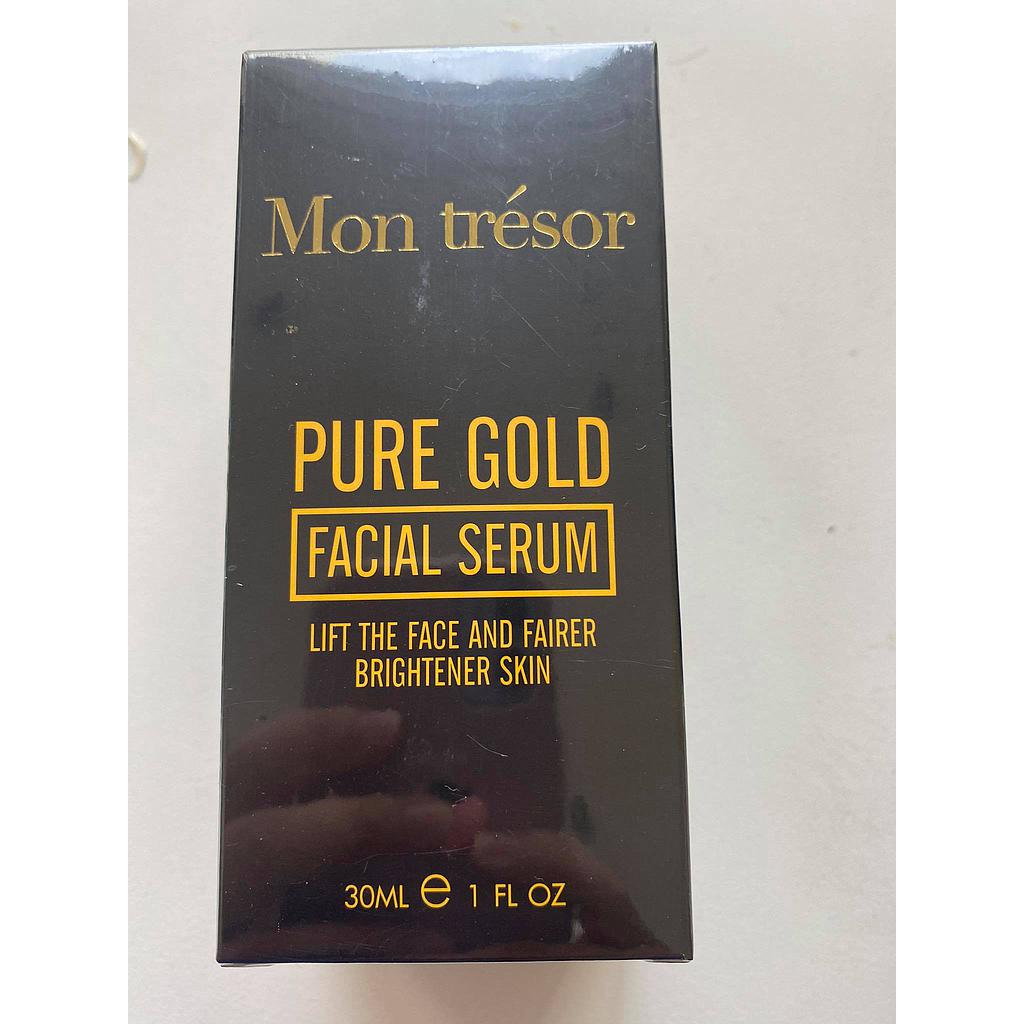 Mon trésor
PURE GOLD
FACIAL SERUM
LIFT THE FACE AND FAIRER
BRIGHTENER SKIN
30ML ℮ 1 FL OZ